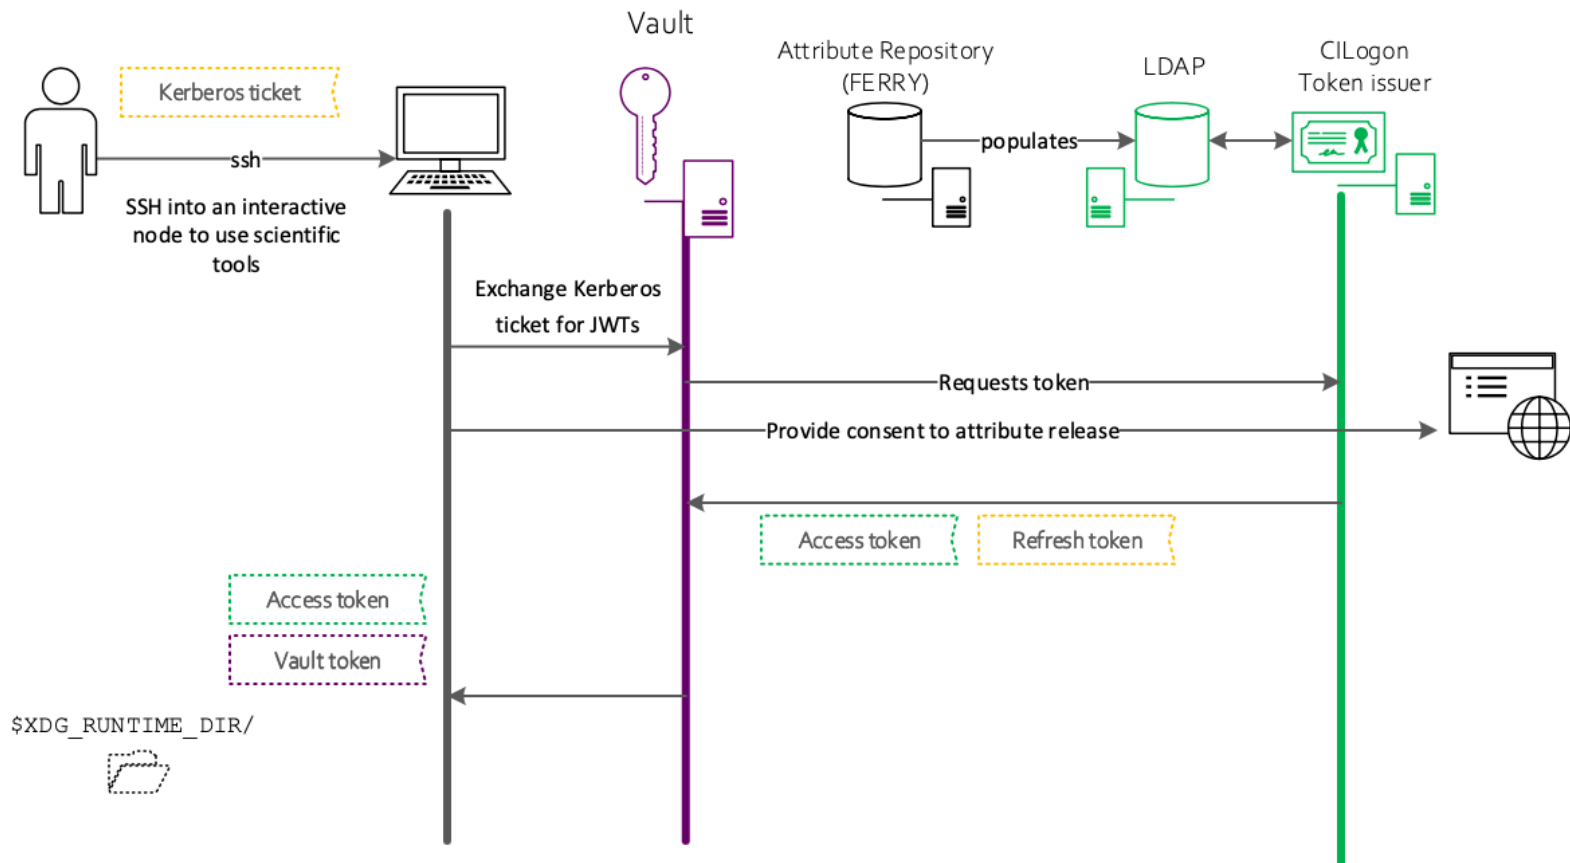 Vault
Attribute Repository
(FERRY)
LDAP
CILogon
Token issuer
Kerberos ticket
ssh
populates
SSH into an interactive
node to use scientific
tools
Exchange Kerberos
ticket for JWTs
Requests token
Provide consent to attribute release
Access token
Refresh token
Access token
Vault token
$XDG_RUNTIME_DIR/